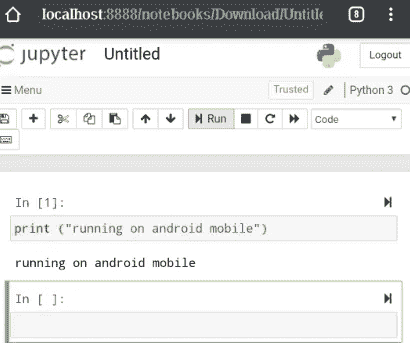 localhost:8888/notebooks/Download/Untitle
8
jupyter Untitled
Logout
Menu
Trusted
Python 3
Run
Code
In [1]:
print ("running on android mobile")
running on android mobile
In [ ]: